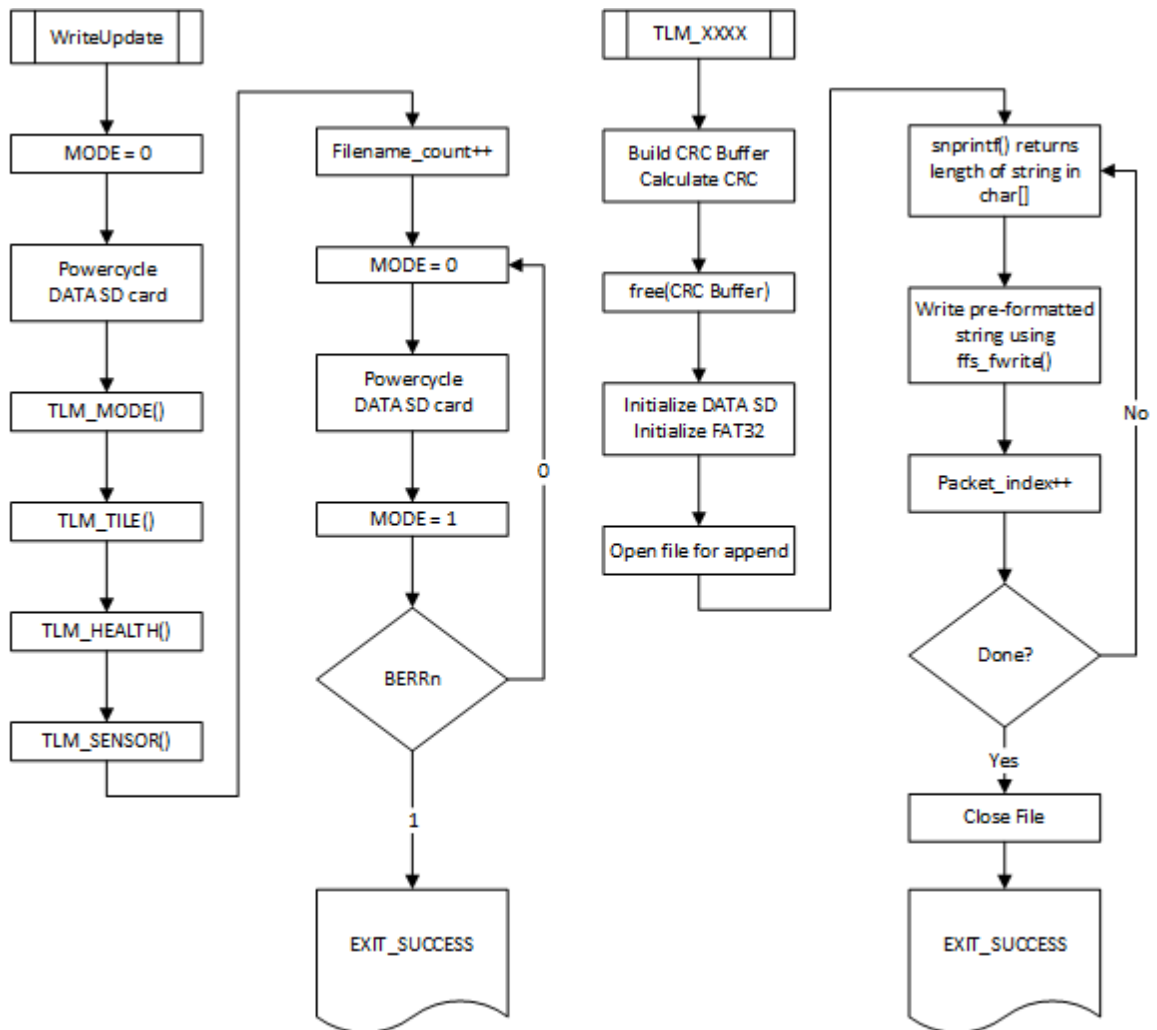 WriteUpdate
MODE = 0
Powercycle
DATA SD card
TLM_MODE()
TLM_TILE()
TLM_HEALTH()
TLM_SENSOR()
Filename_count++
MODE = 0
Powercycle
DATA SD card
MODE = 1
BERRn
0
1
EXIT_SUCCESS
TLM_XXXX
Build CRC Buffer
Calculate CRC
free(CRC Buffer)
Initialize DATA SD
Initialize FAT32
Open file for append
snprintf() returns
length of string in
char[]
Write pre-formatted
string using
ffs_fwrite()
Packet_index++
Done?
No
Yes
Close File
EXIT_SUCCESS